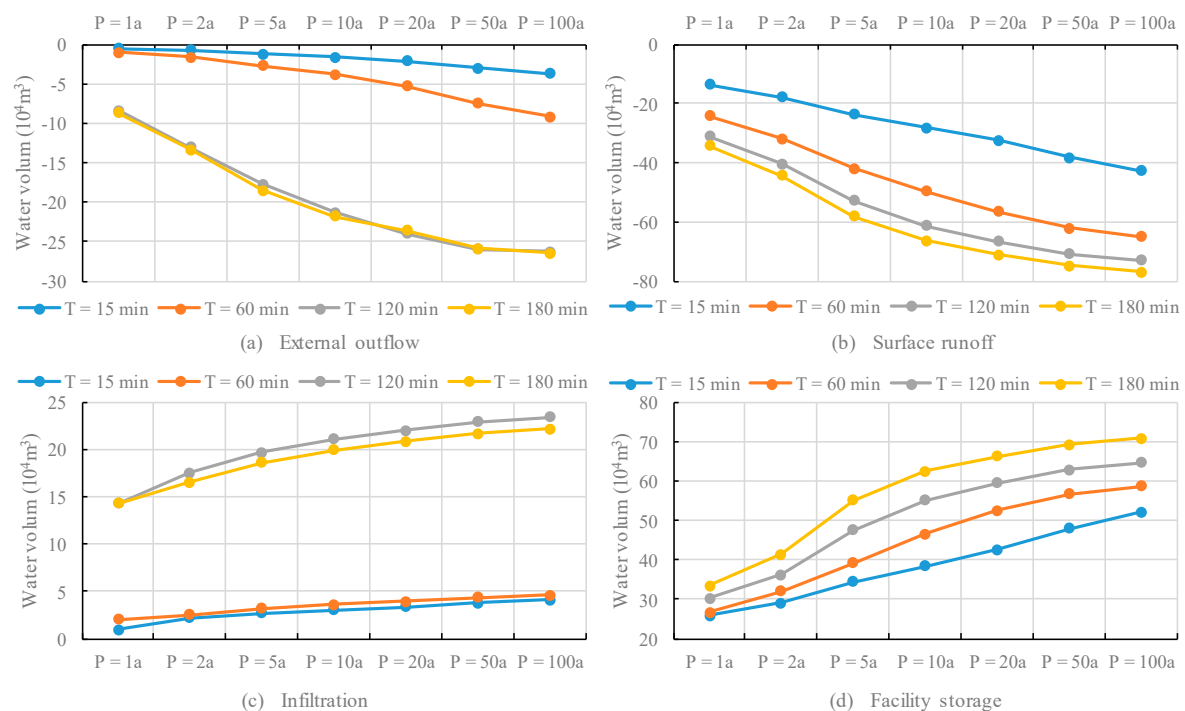 P = 1a P = 2a P = 5a P = 10a P = 20a P = 50a P = 100a
0
-5
-10
-15
-20
-25
-30
Water volum (10⁴m³)
T = 15 min T = 60 min T = 120 min T = 180 min
(a) External outflow
P = 1a P = 2a P = 5a P = 10a P = 20a P = 50a P = 100a
0
-20
-40
-60
-80
Water volum (10⁴m³)
T = 15 min T = 60 min T = 120 min T = 180 min
(b) Surface runoff
T = 15 min T = 60 min T = 120 min T = 180 min
25
20
15
10
5
0
Water volum (10⁴m³)
P = 1a P = 2a P = 5a P = 10a P = 20a P = 50a P = 100a
(c) Infiltration
T = 15 min T = 60 min T = 120 min T = 180 min
80
70
60
50
40
30
20
Water volum (10⁴m³)
P = 1a P = 2a P = 5a P = 10a P = 20a P = 50a P = 100a
(d) Facility storage